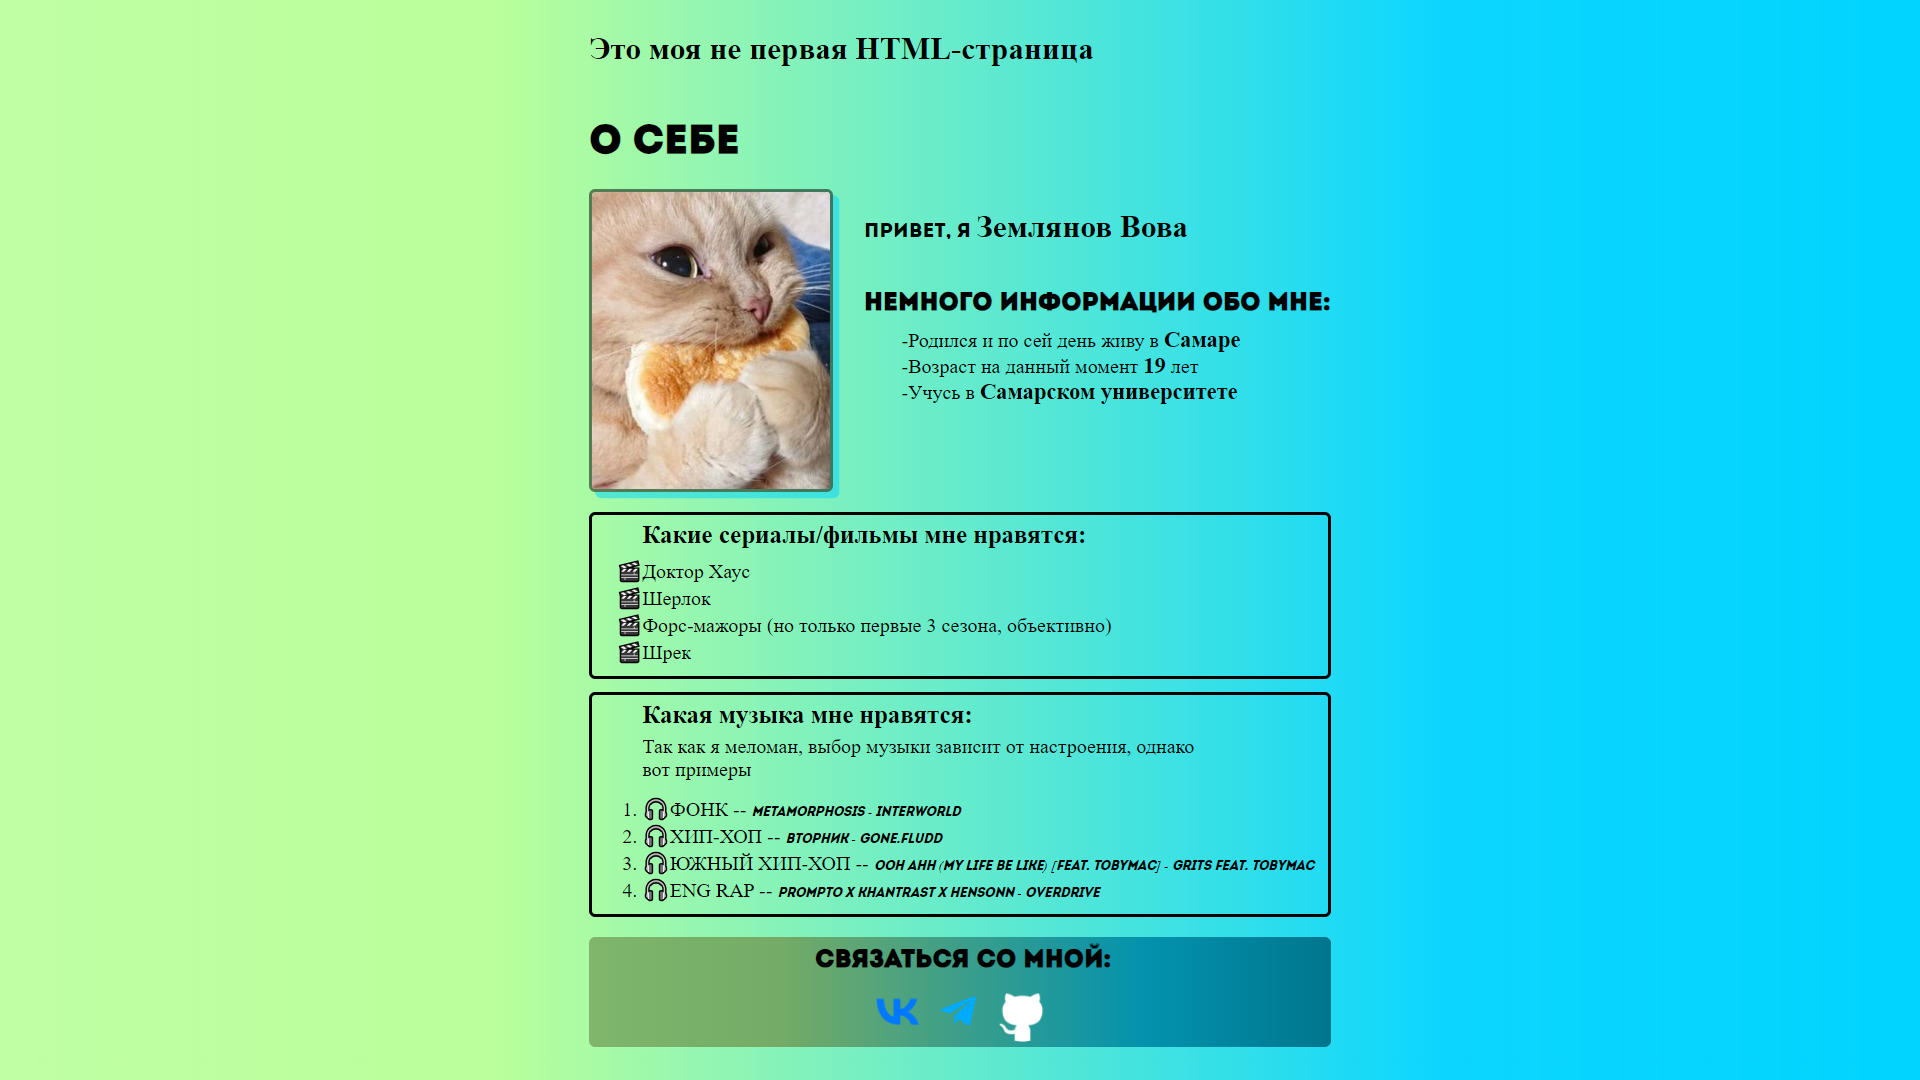 Это моя не первая HTML-страница
О СЕБЕ
ПРИВЕТ, Я Землянов Вова
НЕМНОГО ИНФОРМАЦИИ ОБО МНЕ:
-Родился и по сей день живу в Самаре
-Возраст на данный момент 19 лет
-Учусь в Самарском университете
Какие сериалы/фильмы мне нравятся:
Доктор Хаус
Шерлок
Форс-мажоры (но только первые 3 сезона, объективно)
Шрек
Какая музыка мне нравятся:
Так как я меломан, выбор музыки зависит от настроения, однако
вот примеры
1. ФОНК -- METAMORPHOSIS - INTERWORLD
2. ХИП-ХОП -- ВТОРНИК - GONE.FLUDD
3. ЮЖНЫЙ ХИП-ХОП -- OOH AHH (MY LIFE BE LIKE) [FEAT. TOBYMAC] - GRITS FEAT. TOBYMAC
4. ENG RAP -- PROMPTO X KHANTRAST X HENSONN - OVERDRIVE
СВЯЗАТЬСЯ СО МНОЙ: